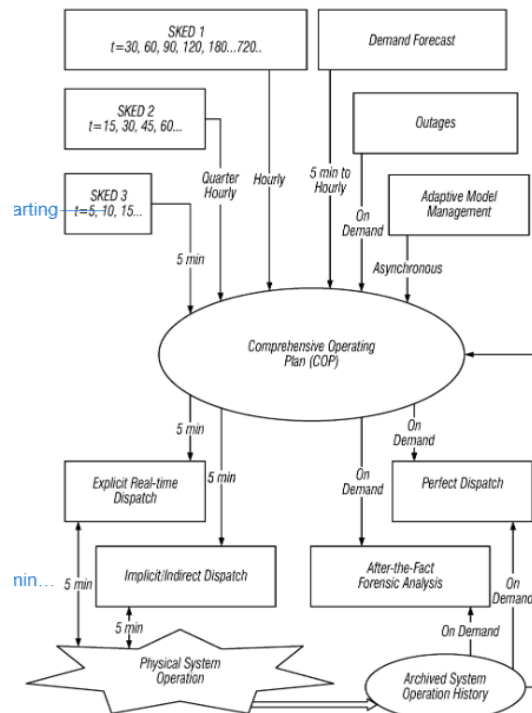 SKED 1
t=30, 60, 90, 120, 180...720..
Demand Forecast
SKED 2
t=15, 30, 45, 60...
Outages
SKED 3
t=5, 10, 15...
arting
Adaptive Model
Management
Quarter
Hourly
Hourly
5 min to
Hourly
On
Demand
Asynchronous
5 min
Comprehensive Operating
Plan (COP)
5 min
5 min
On
Demand
On
Demand
Explicit Real-time
Dispatch
Perfect Dispatch
Implicit/Indirect Dispatch
After-the-Fact
Forensic Analysis
min...
5 min
5 min
On Demand
On
Demand
Physical System
Operation
Archived System
Operation History